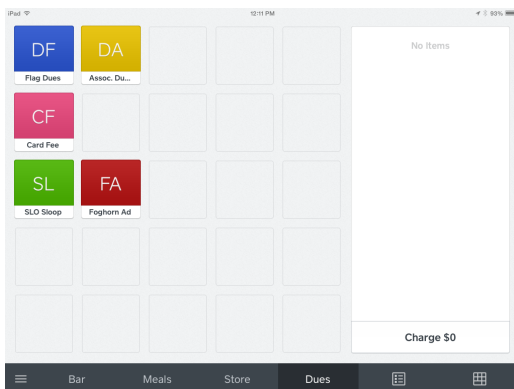 iPad 12:11 PM 93%
DF DA
Flag Dues Assoc. Du...
CF
Card Fee
SL FA
SLO Sloop Foghorn Ad
No Items
Charge $0
Bar Meals Store Dues